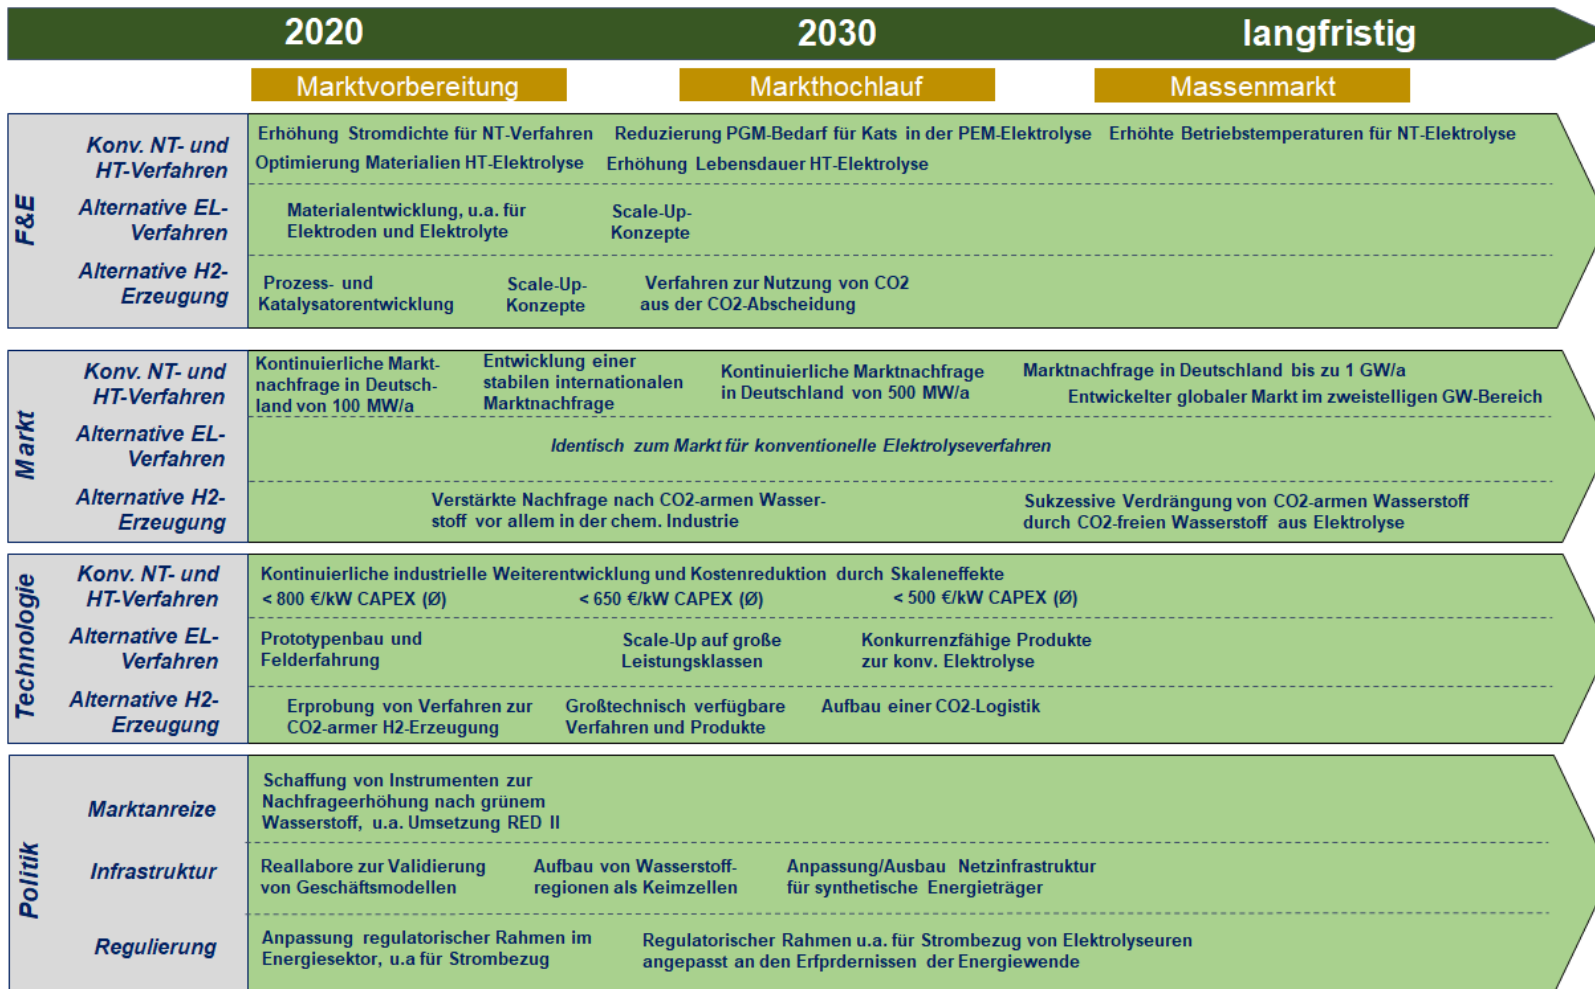 2020 2030 langfristig
Marktvorbereitung Markthochlauf Massenmarkt
F&E
Konv. NT- und
HT-Verfahren
Erhöhung Stromdichte für NT-Verfahren
Optimierung Materialien HT-Elektrolyse
Reduzierung PGM-Bedarf für Kats in der PEM-Elektrolyse
Erhöhung Lebensdauer HT-Elektrolyse
Erhöhte Betriebstemperaturen für NT-Elektrolyse
Alternative EL-
Verfahren
Materialentwicklung, u.a. für
Elektroden und Elektrolyte
Scale-Up-
Konzepte
Alternative H2-
Erzeugung
Prozess- und
Katalysatorentwicklung
Scale-Up-
Konzepte
Verfahren zur Nutzung von CO2
aus der CO2-Abscheidung
Markt
Konv. NT- und
HT-Verfahren
Kontinuierliche Markt-
nachfrage in Deutsch-
land von 100 MW/a
Entwicklung einer
stabilen internationalen
Marktnachfrage
Kontinuierliche Marktnachfrage
in Deutschland von 500 MW/a
Marktnachfrage in Deutschland bis zu 1 GW/a
Entwickelter globaler Markt im zweistelligen GW-Bereich
Alternative EL-
Verfahren
Identisch zum Markt für konventionelle Elektrolyseverfahren
Alternative H2-
Erzeugung
Verstärkte Nachfrage nach CO2-armen Wasser-
stoff vor allem in der chem. Industrie
Sukzessive Verdrängung von CO2-armen Wasserstoff
durch CO2-freien Wasserstoff aus Elektrolyse
Technologie
Konv. NT- und
HT-Verfahren
Kontinuierliche industrielle Weiterentwicklung und Kostenreduktion durch Skaleneffekte
< 800 €/kW CAPEX (Ø) < 650 €/kW CAPEX (Ø) < 500 €/kW CAPEX (Ø)
Alternative EL-
Verfahren
Prototypenbau und
Felderfahrung
Scale-Up auf große
Leistungsklassen
Konkurrenzfähige Produkte
zur konv. Elektrolyse
Alternative H2-
Erzeugung
Erprobung von Verfahren zur
CO2-armer H2-Erzeugung
Großtechnisch verfügbare
Verfahren und Produkte
Aufbau einer CO2-Logistik
Politik
Marktanreize
Schaffung von Instrumenten zur
Nachfrageerhöhung nach grünem
Wasserstoff, u.a. Umsetzung RED II
Infrastruktur
Reallabore zur Validierung
von Geschäftsmodellen
Aufbau von Wasserstoff-
regionen als Keimzellen
Anpassung/Ausbau Netzinfrastruktur
für synthetische Energieträger
Regulierung
Anpassung regulatorischer Rahmen im
Energiesektor, u.a für Strombezug
Regulatorischer Rahmen u.a. für Strombezug von Elektrolyseuren
angepasst an den Erfprdernissen der Energiewende